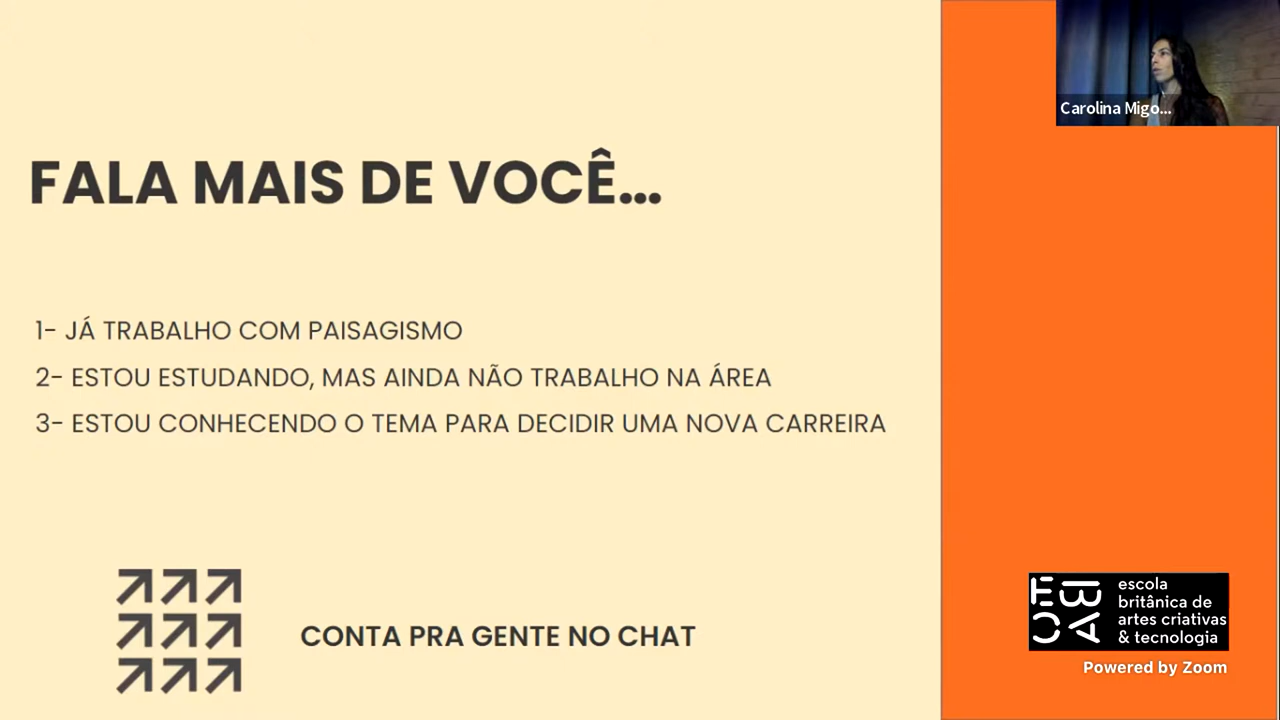 Carolina Migo...
FALA MAIS DE VOCÊ...
1- JÁ TRABALHO COM PAISAGISMO
2- ESTOU ESTUDANDO, MAS AINDA NÃO TRABALHO NA ÁREA
3- ESTOU CONHECENDO O TEMA PARA DECIDIR UMA NOVA CARREIRA
CONTA PRA GENTE NO CHAT
EBAC
escola
britânica de
artes criativas
& tecnologia
Powered by Zoom